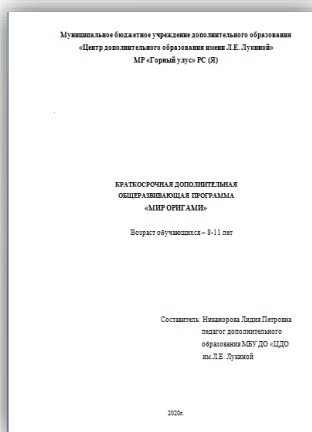 Муниципальное бюджетное учреждение дополнительного образования
«Центр дополнительного образования имени Л.Е. Лукиной»
МР «Горный улус» РС (Я)
КРАТКОСРОЧНАЯ ДОПОЛНИТЕЛЬНАЯ
ОБЩЕРАЗВИВАЮЩАЯ ПРОГРАММА
«МИР ОРИГАМИ»
Возраст обучающихся – 8-11 лет
Составитель: Никанорова Лидия Петровна
педагог дополнительного
образования МБУ ДО «ЦДО
им Л.Е. Лукиной
2020г.